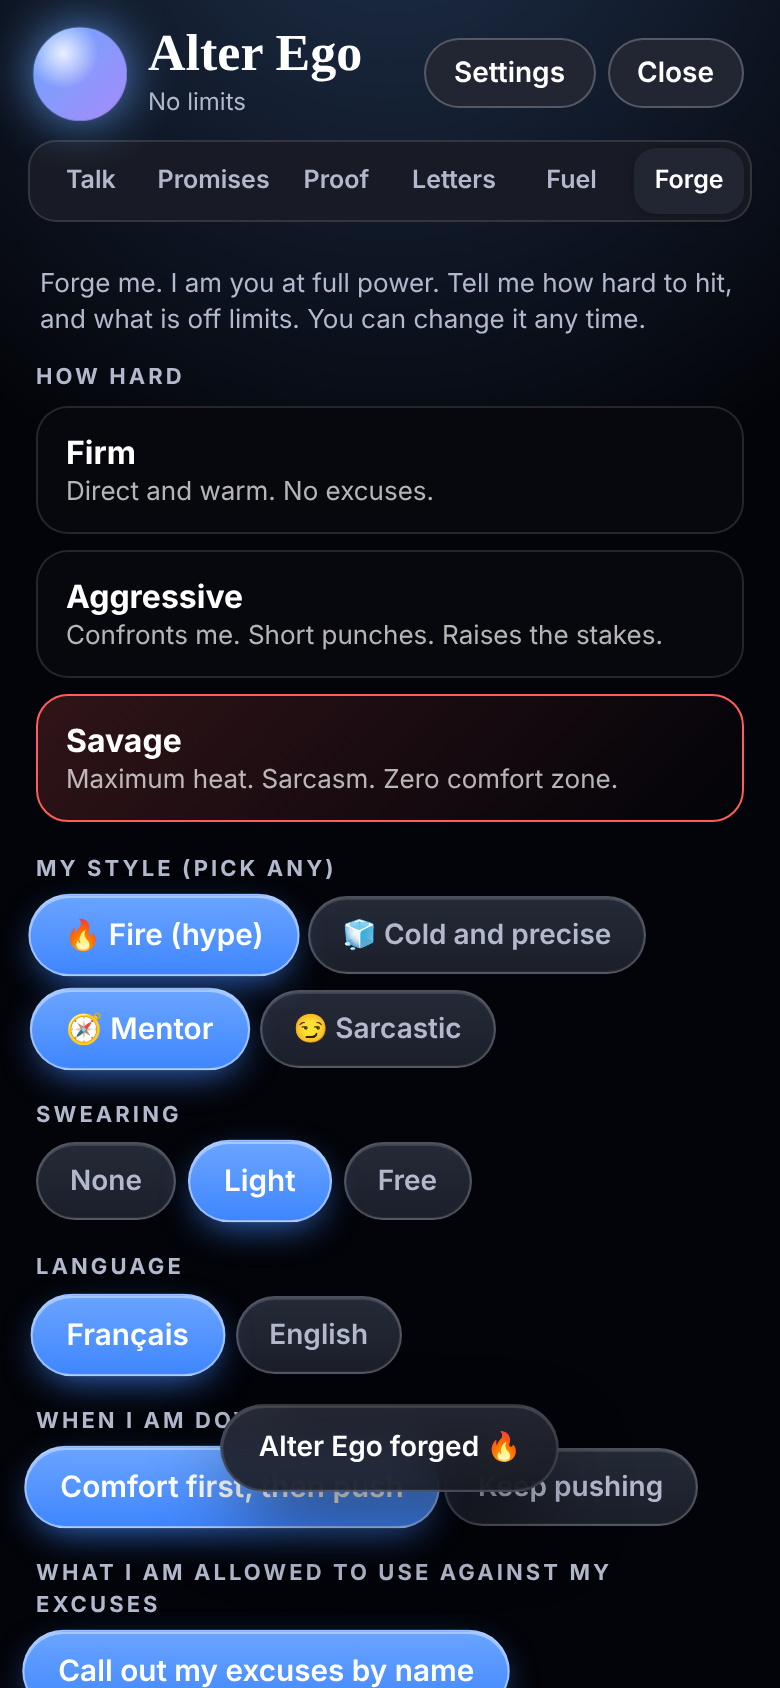 Alter Ego
No limits
Settings
Close
Talk
Promises
Proof
Letters
Fuel
Forge
Forge me. I am you at full power. Tell me how hard to hit,
and what is off limits. You can change it any time.
HOW HARD
Firm
Direct and warm. No excuses.
Aggressive
Confronts me. Short punches. Raises the stakes.
Savage
Maximum heat. Sarcasm. Zero comfort zone.
MY STYLE (PICK ANY)
🔥 Fire (hype)
🧊 Cold and precise
🧭 Mentor
😏 Sarcastic
SWEARING
None
Light
Free
LANGUAGE
Français
English
WHEN I AM
Alter Ego forged 🔥
Comfort first, then push
Keep pushing
WHAT I AM ALLOWED TO USE AGAINST MY
EXCUSES
Call out my excuses by name